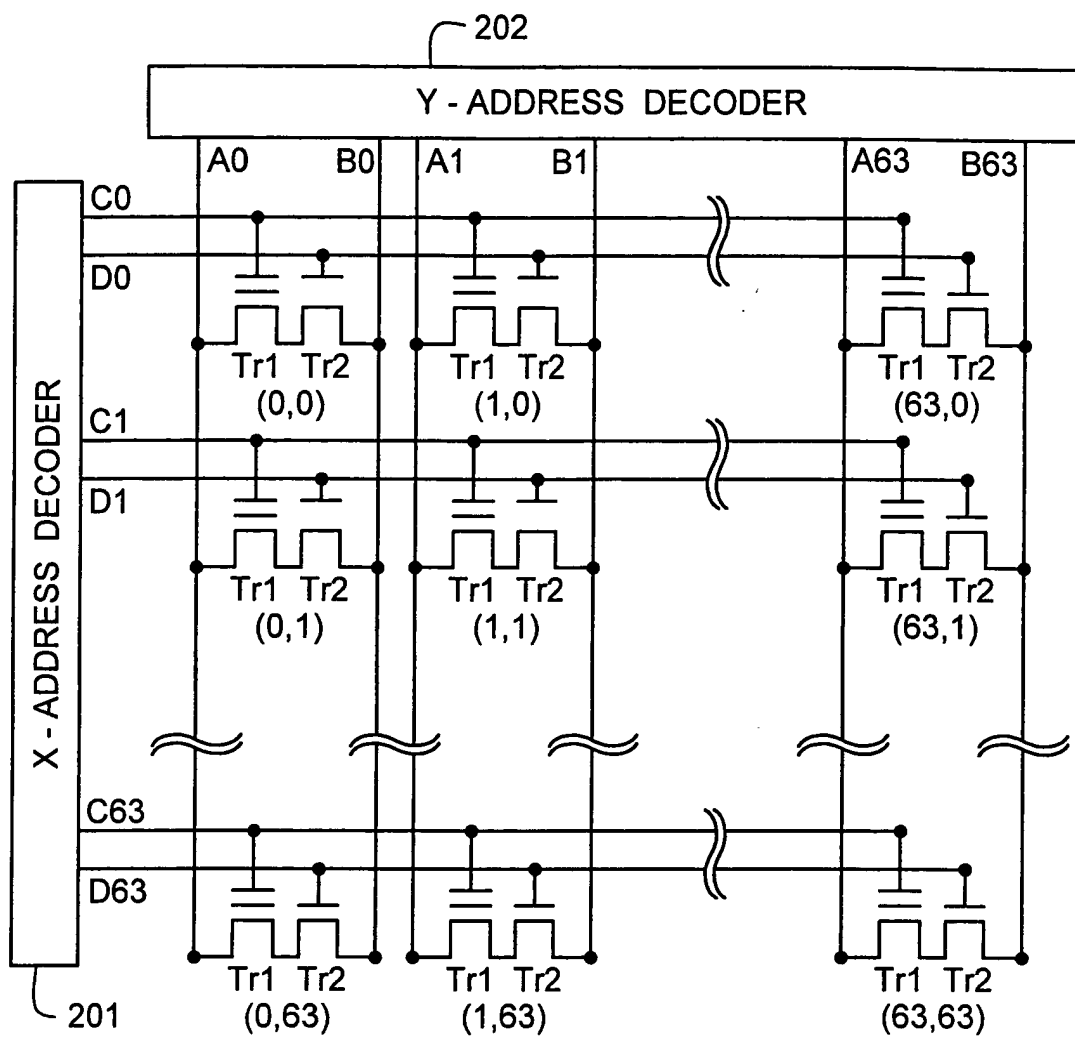 202
Y - ADDRESS DECODER
A0 B0 A1 B1 A63 B63
X - ADDRESS DECODER
C0
D0
Tr1 Tr2 Tr1 Tr2 Tr1 Tr2
(0,0) (1,0) (63,0)
C1
D1
Tr1 Tr2 Tr1 Tr2 Tr1 Tr2
(0,1) (1,1) (63,1)
C63
D63
Tr1 Tr2 Tr1 Tr2 Tr1 Tr2
(0,63) (1,63) (63,63)
201